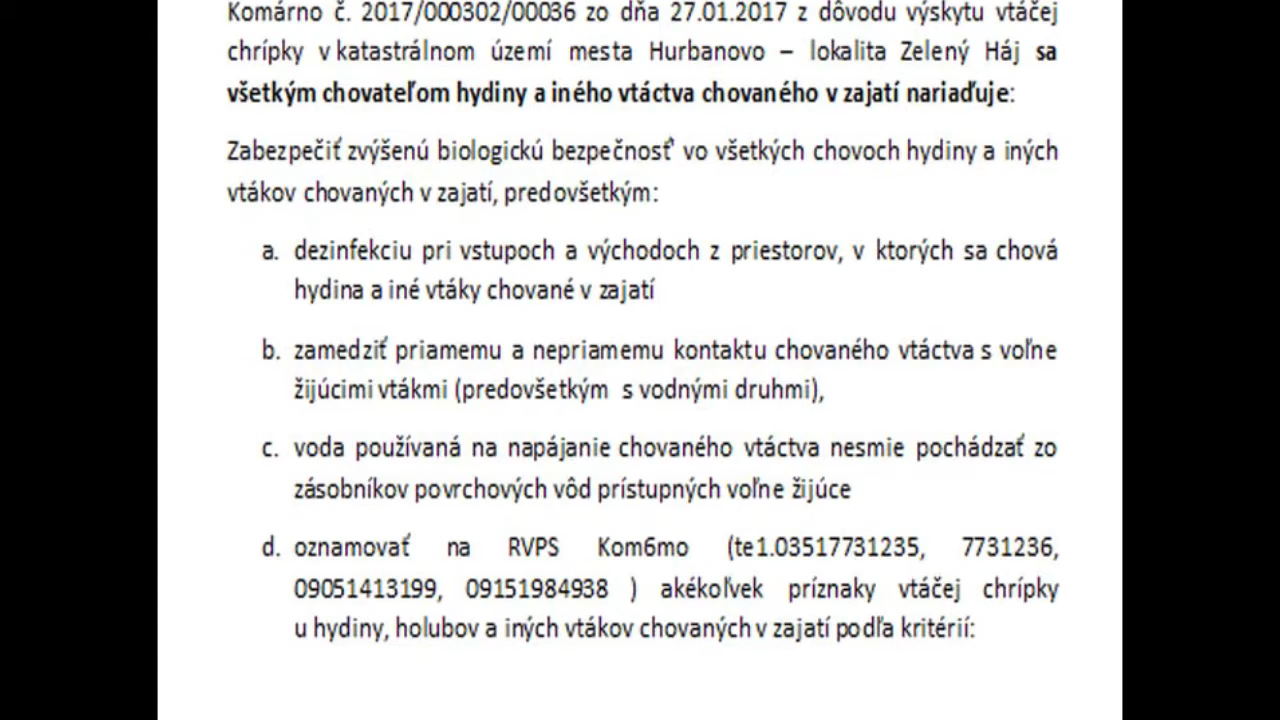 Komárno č. 2017/000302/00036 zo dňa 27.01.2017 z dôvodu výskytu vtáčej
chrípky v katastrálnom území mesta Hurbanovo – lokalita Zelený Háj sa
všetkým chovateľom hydiny a iného vtáctva chovaného v zajatí nariaďuje:
Zabezpečiť zvýšenú biologickú bezpečnosť' vo všetkých chovoch hydiny a iných
vtákov chovaných v zajatí, predovšetkým:
a. dezinfekciu pri vstupoch a východoch z priestorov, v ktorých sa chová
hydina a iné vtáky chované v zajatí
b. zamedziť priamemu a nepriamemu kontaktu chovaného vtáctva s voľne
žijúcimi vtákmi (predovšetkým s vodnými druhmi),
c. voda používaná na napájanie chovaného vtáctva nesmie pochádzať zo
zásobníkov povrchových vôd prístupných voľne žijúce
d. oznamovať na RVPS Kom6mo (te1.03517731235, 7731236,
09051413199, 09151984938 ) akékoľvek príznaky vtáčej chrípky
u hydiny, holubov a iných vtákov chovaných v zajatí podľa kritérií: